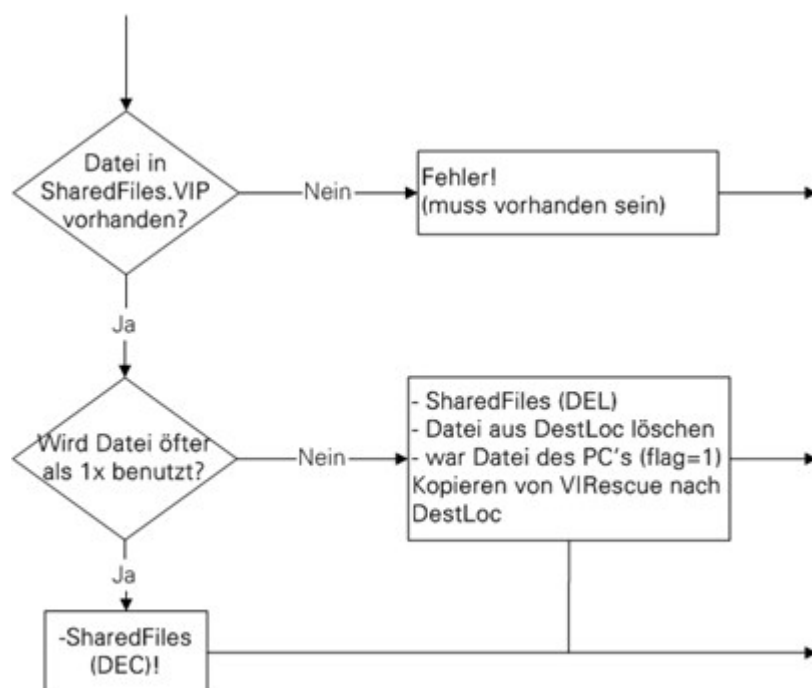 Datei in
SharedFiles.VIP
vorhanden?
Nein
Fehler!
(muss vorhanden sein)
Ja
Wird Datei öfter
als 1x benutzt?
Nein
- SharedFiles (DEL)
- Datei aus DestLoc löschen
- war Datei des PC's (flag=1)
Kopieren von VIRescue nach
DestLoc
Ja
-SharedFiles
(DEC)!